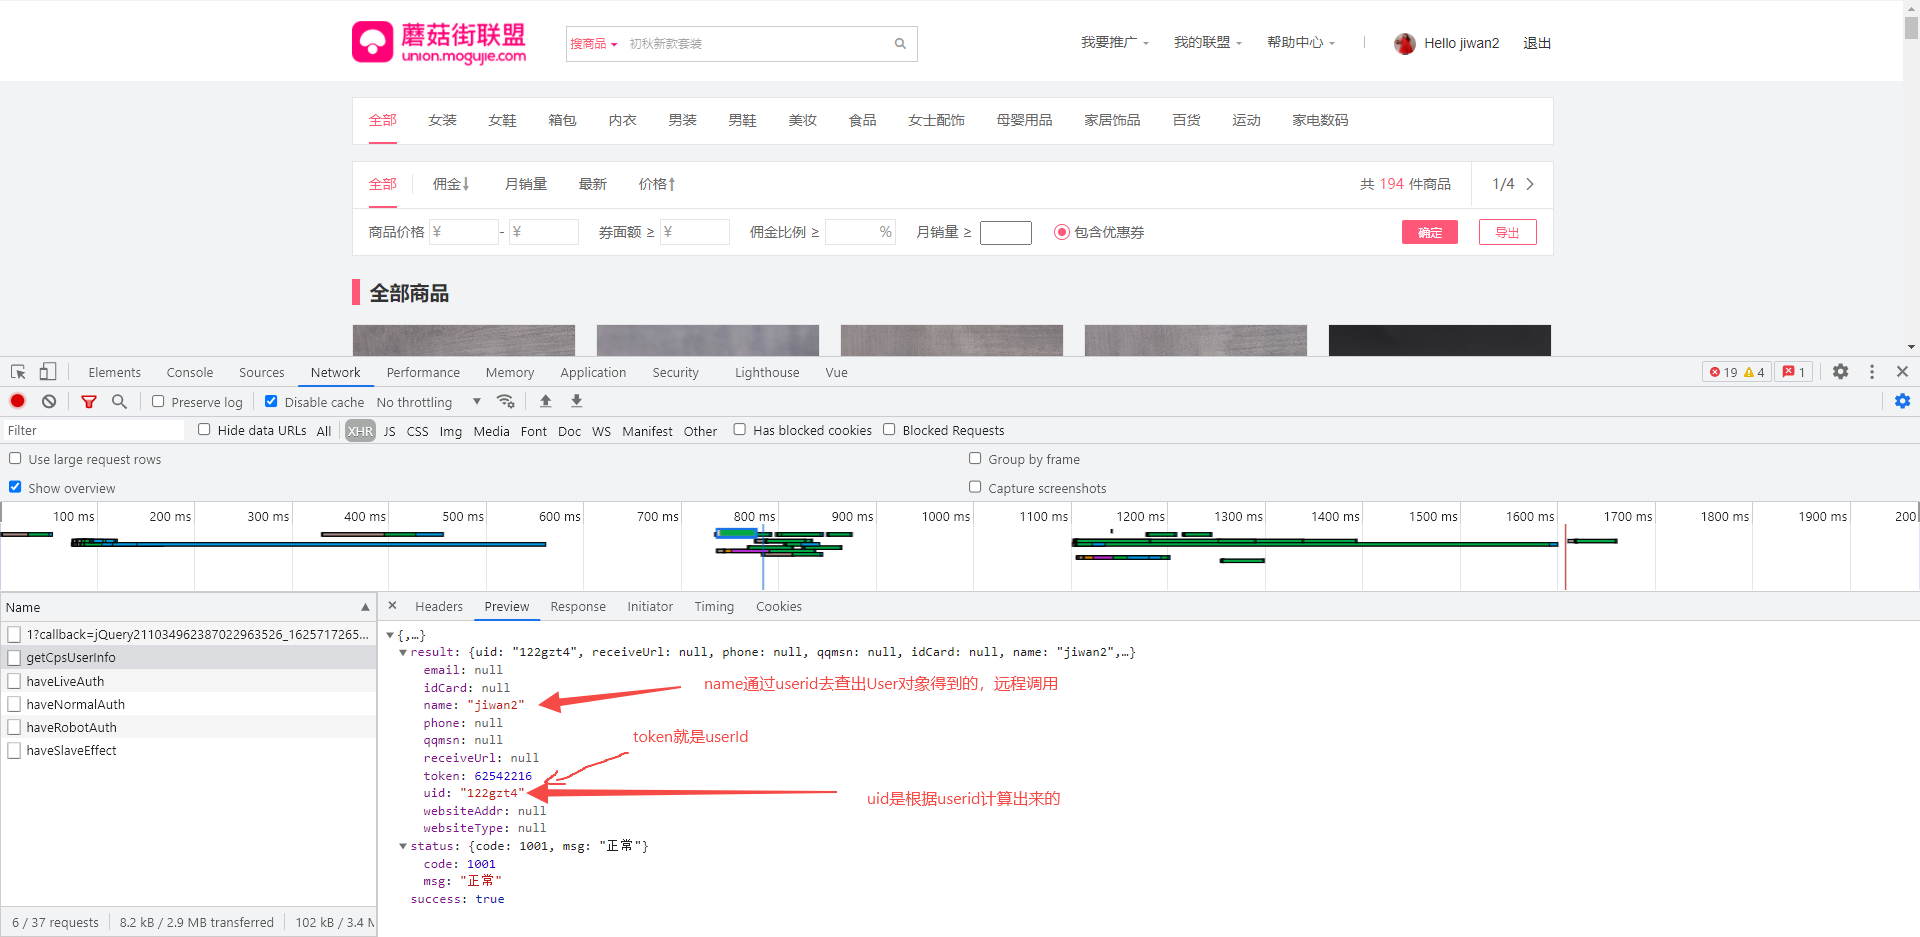 蘑菇街联盟
union.mogujie.com
搜商品 初秋新款套装
我要推广 我的联盟 帮助中心 Hello jiwan2 退出
全部 女装 女鞋 箱包 内衣 男装 男鞋 美妆 食品 女士配饰 母婴用品 家居饰品 百货 运动 家电数码
全部 佣金↓ 月销量 最新 价格↑ 共 194 件商品 1/4 >
商品价格 ¥ - ¥ 券面额 ≥ ¥ 佣金比例 ≥ % 月销量 ≥ 包含优惠券 确定 导出
全部商品
Elements Console Sources Network Performance Memory Application Security Lighthouse Vue 19 4 1
Preserve log Disable cache No throttling
Filter Hide data URLs All XHR JS CSS Img Media Font Doc WS Manifest Other Has blocked cookies Blocked Requests
Use large request rows Group by frame
Show overview Capture screenshots
100 ms 200 ms 300 ms 400 ms 500 ms 600 ms 700 ms 800 ms 900 ms 1000 ms 1100 ms 1200 ms 1300 ms 1400 ms 1500 ms 1600 ms 1700 ms 1800 ms 1900 ms 200
Name
1?callback=jQuery211034962387022963526_1625717265...
getCpsUserInfo
haveLiveAuth
haveNormalAuth
haveRobotAuth
haveSlaveEffect
6 / 37 requests 8.2 kB / 2.9 MB transferred 102 kB / 3.4 M
Headers Preview Response Initiator Timing Cookies
{,…}
result: {uid: "122gzt4", receiveUrl: null, phone: null, qqmsn: null, idCard: null, name: "jiwan2",…}
email: null
idCard: null
name: "jiwan2"
name通过userid去查出User对象得到的，远程调用
phone: null
qqmsn: null
token就是userId
receiveUrl: null
token: 62542216
uid: "122gzt4"
uid是根据userid计算出来的
websiteAddr: null
websiteType: null
status: {code: 1001, msg: "正常"}
code: 1001
msg: "正常"
success: true